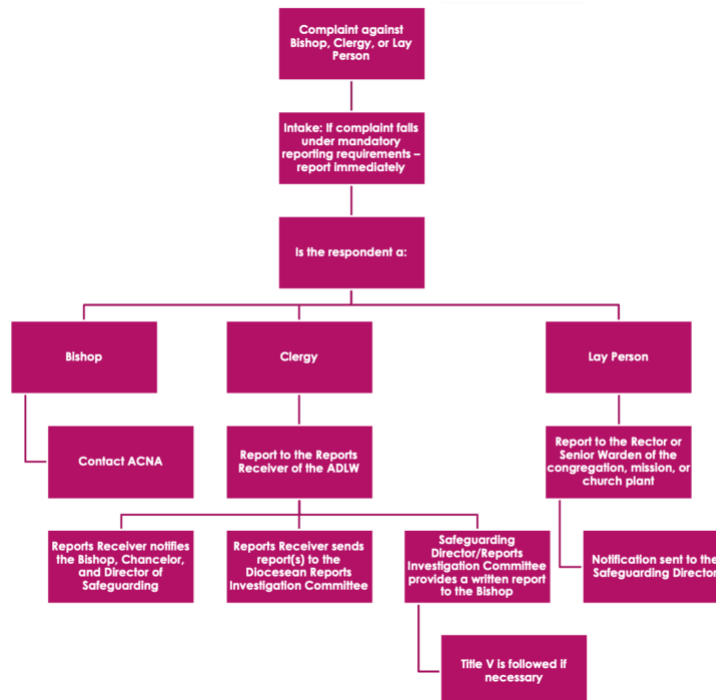 Complaint against
Bishop, Clergy, or Lay
Person
Intake: If complaint falls
under mandatory
reporting requirements –
report immediately
Is the respondent a:
Bishop
Clergy
Lay Person
Contact ACNA
Report to the Reports
Receiver of the ADLW
Report to the Rector or
Senior Warden of the
congregation, mission, or
church plant
Reports Receiver notifies
the Bishop, Chancelor,
and Director of
Safeguarding
Reports Receiver sends
report(s) to the
Diocesean Reports
Investigation Committee
Safeguarding
Director/Reports
Investigation Committee
provides a written report
to the Bishop
Notification sent to the
Safeguarding Director
Title V is followed if
necessary